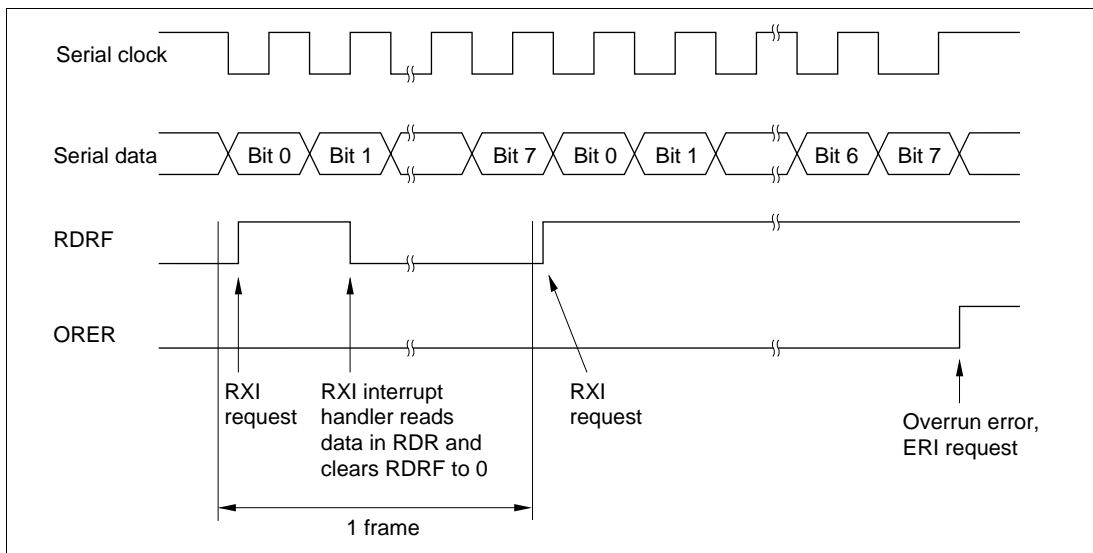 Serial clock
Serial data
Bit 0
Bit 1
Bit 7
Bit 0
Bit 1
Bit 6
Bit 7
RDRF
ORER
RXI
request
RXI interrupt
handler reads
data in RDR and
clears RDRF to 0
RXI
request
Overrun error,
ERI request
1 frame